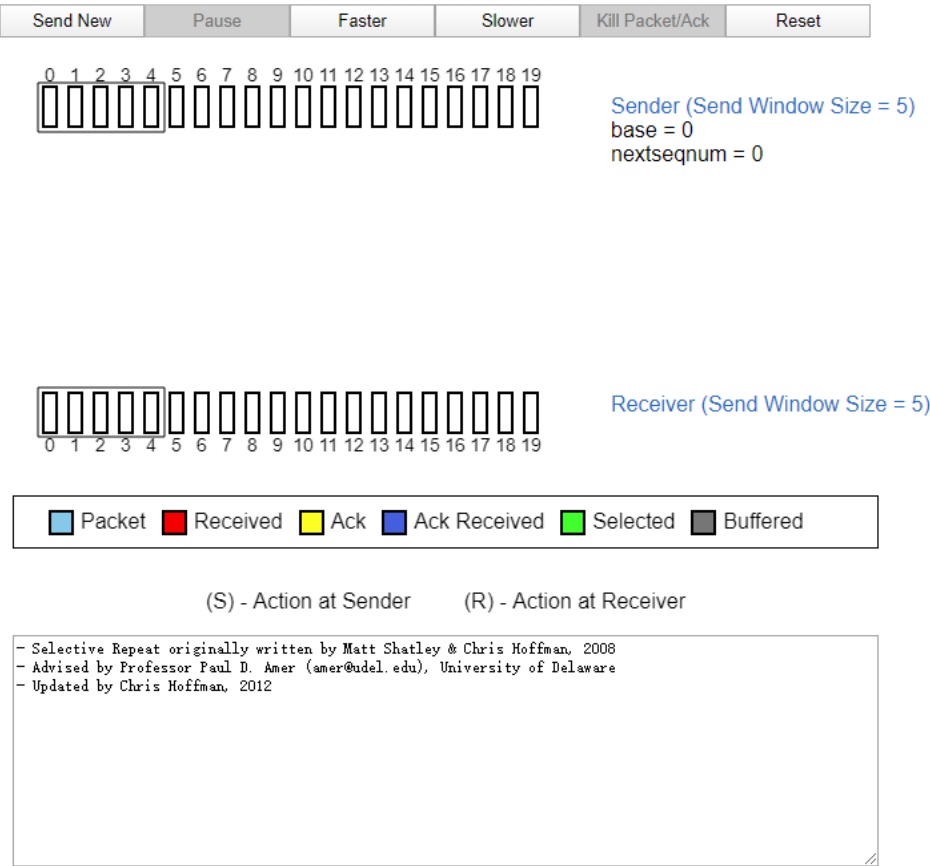 Send New Pause Faster Slower Kill Packet/Ack Reset
0 1 2 3 4 5 6 7 8 9 10 11 12 13 14 15 16 17 18 19
Sender (Send Window Size = 5)
base = 0
nextseqnum = 0
Receiver (Send Window Size = 5)
0 1 2 3 4 5 6 7 8 9 10 11 12 13 14 15 16 17 18 19
Packet Received Ack Ack Received Selected Buffered
(S) - Action at Sender (R) - Action at Receiver
- Selective Repeat originally written by Matt Shatley & Chris Hoffman, 2008
- Advised by Professor Paul D. Amer (amer@udel.edu), University of Delaware
- Updated by Chris Hoffman, 2012